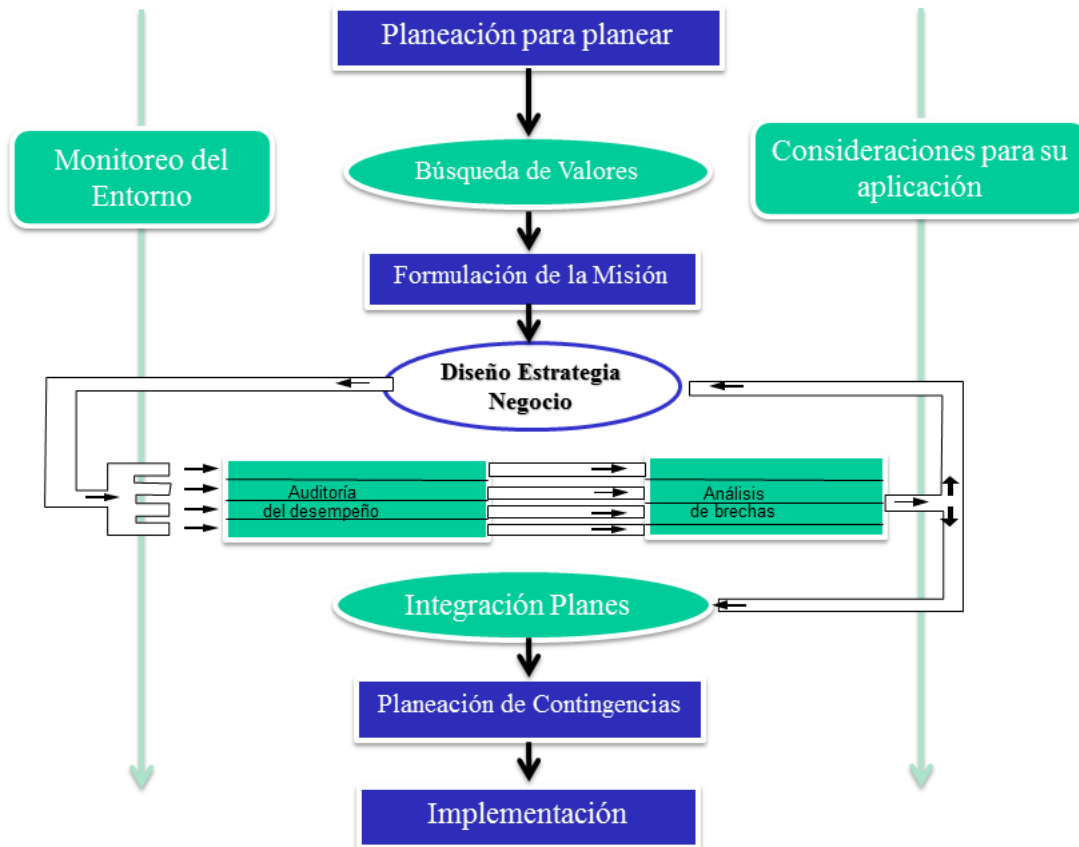 Planeación para planear
Monitoreo del
Entorno
Búsqueda de Valores
Consideraciones para su
aplicación
Formulación de la Misión
Diseño Estrategia
Negocio
Auditoría
del desempeño
Análisis
de brechas
Integración Planes
Planeación de Contingencias
Implementación